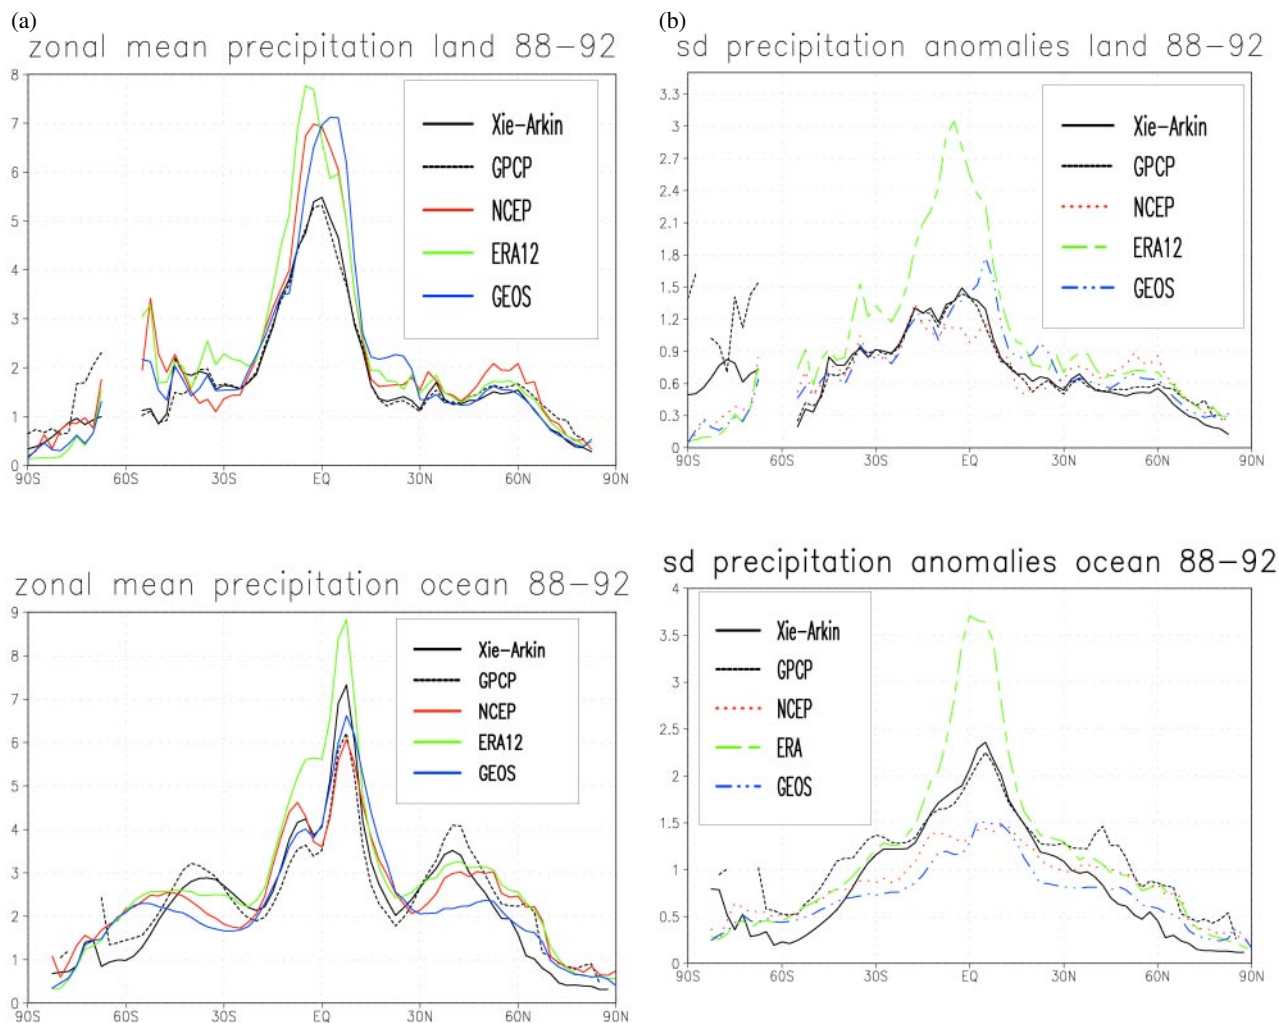 (a)
zonal mean precipitation land 88-92
8
7
6
5
4
3
2
1
0
90S 60S 30S EQ 30N 60N 90N
Xie-Arkin
GPCP
NCEP
ERA12
GEOS
(b)
sd precipitation anomalies land 88-92
3.3
3
2.7
2.4
2.1
1.8
1.5
1.2
0.9
0.6
0.3
0
90S 60S 30S EQ 30N 60N 90N
Xie-Arkin
GPCP
NCEP
ERA12
GEOS
zonal mean precipitation ocean 88-92
9
8
7
6
5
4
3
2
1
0
90S 60S 30S EQ 30N 60N 90N
Xie-Arkin
GPCP
NCEP
ERA12
GEOS
sd precipitation anomalies ocean 88-92
4
3.5
3
2.5
2
1.5
1
0.5
0
90S 60S 30S EQ 30N 60N 90N
Xie-Arkin
GPCP
NCEP
ERA
GEOS